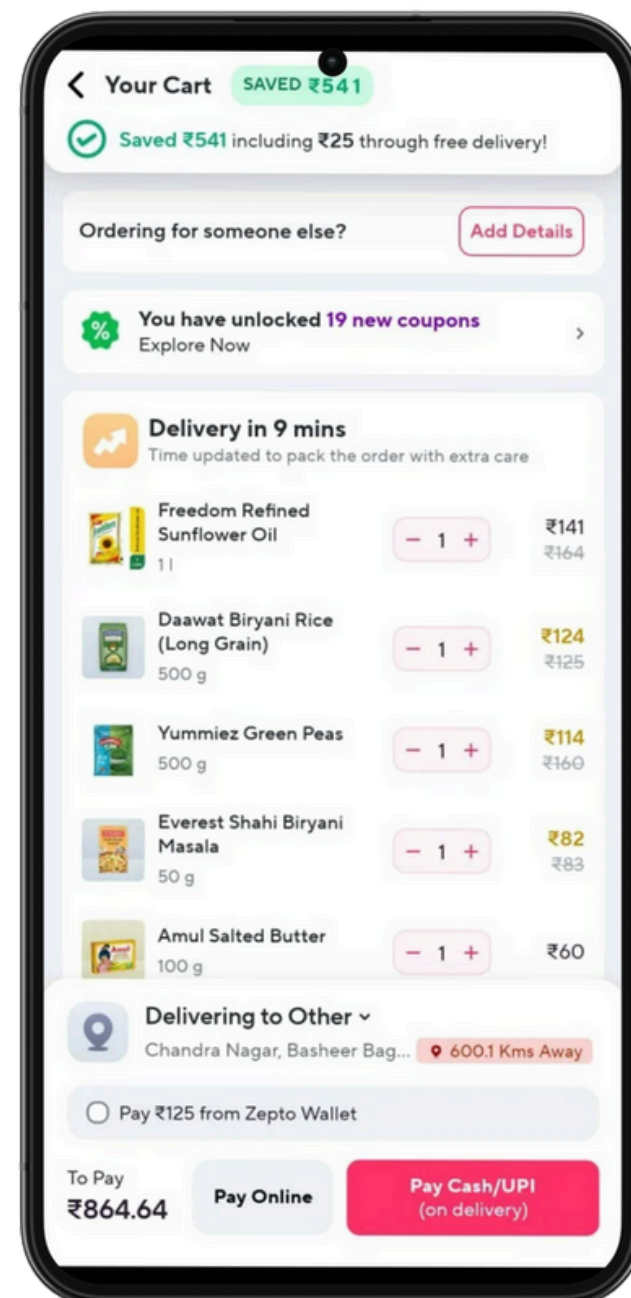 Your Cart SAVED ₹541
Saved ₹541 including ₹25 through free delivery!
Ordering for someone else? Add Details
You have unlocked 19 new coupons
Explore Now
Delivery in 9 mins
Time updated to pack the order with extra care
Freedom Refined
Sunflower Oil
1 l
- 1 +
₹141
₹164
Daawat Biryani Rice
(Long Grain)
500 g
- 1 +
₹124
₹125
Yummiez Green Peas
500 g
- 1 +
₹114
₹160
Everest Shahi Biryani
Masala
50 g
- 1 +
₹82
₹83
Amul Salted Butter
100 g
- 1 +
₹60
Delivering to Other
Chandra Nagar, Basheer Bag... 600.1 Kms Away
Pay ₹125 from Zepto Wallet
To Pay
₹864.64
Pay Online
Pay Cash/UPI
(on delivery)